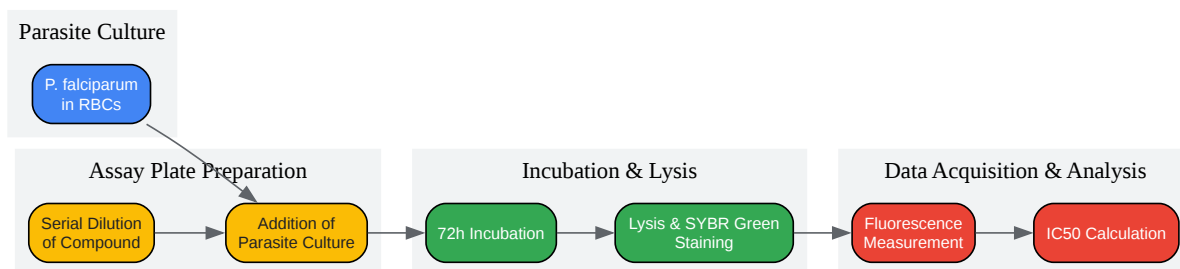 Parasite Culture
P. falciparum
in RBCs
Assay Plate Preparation
Serial Dilution
of Compound
Addition of
Parasite Culture
Incubation & Lysis
72h Incubation
Lysis & SYBR Green
Staining
Data Acquisition & Analysis
Fluorescence
Measurement
IC50 Calculation